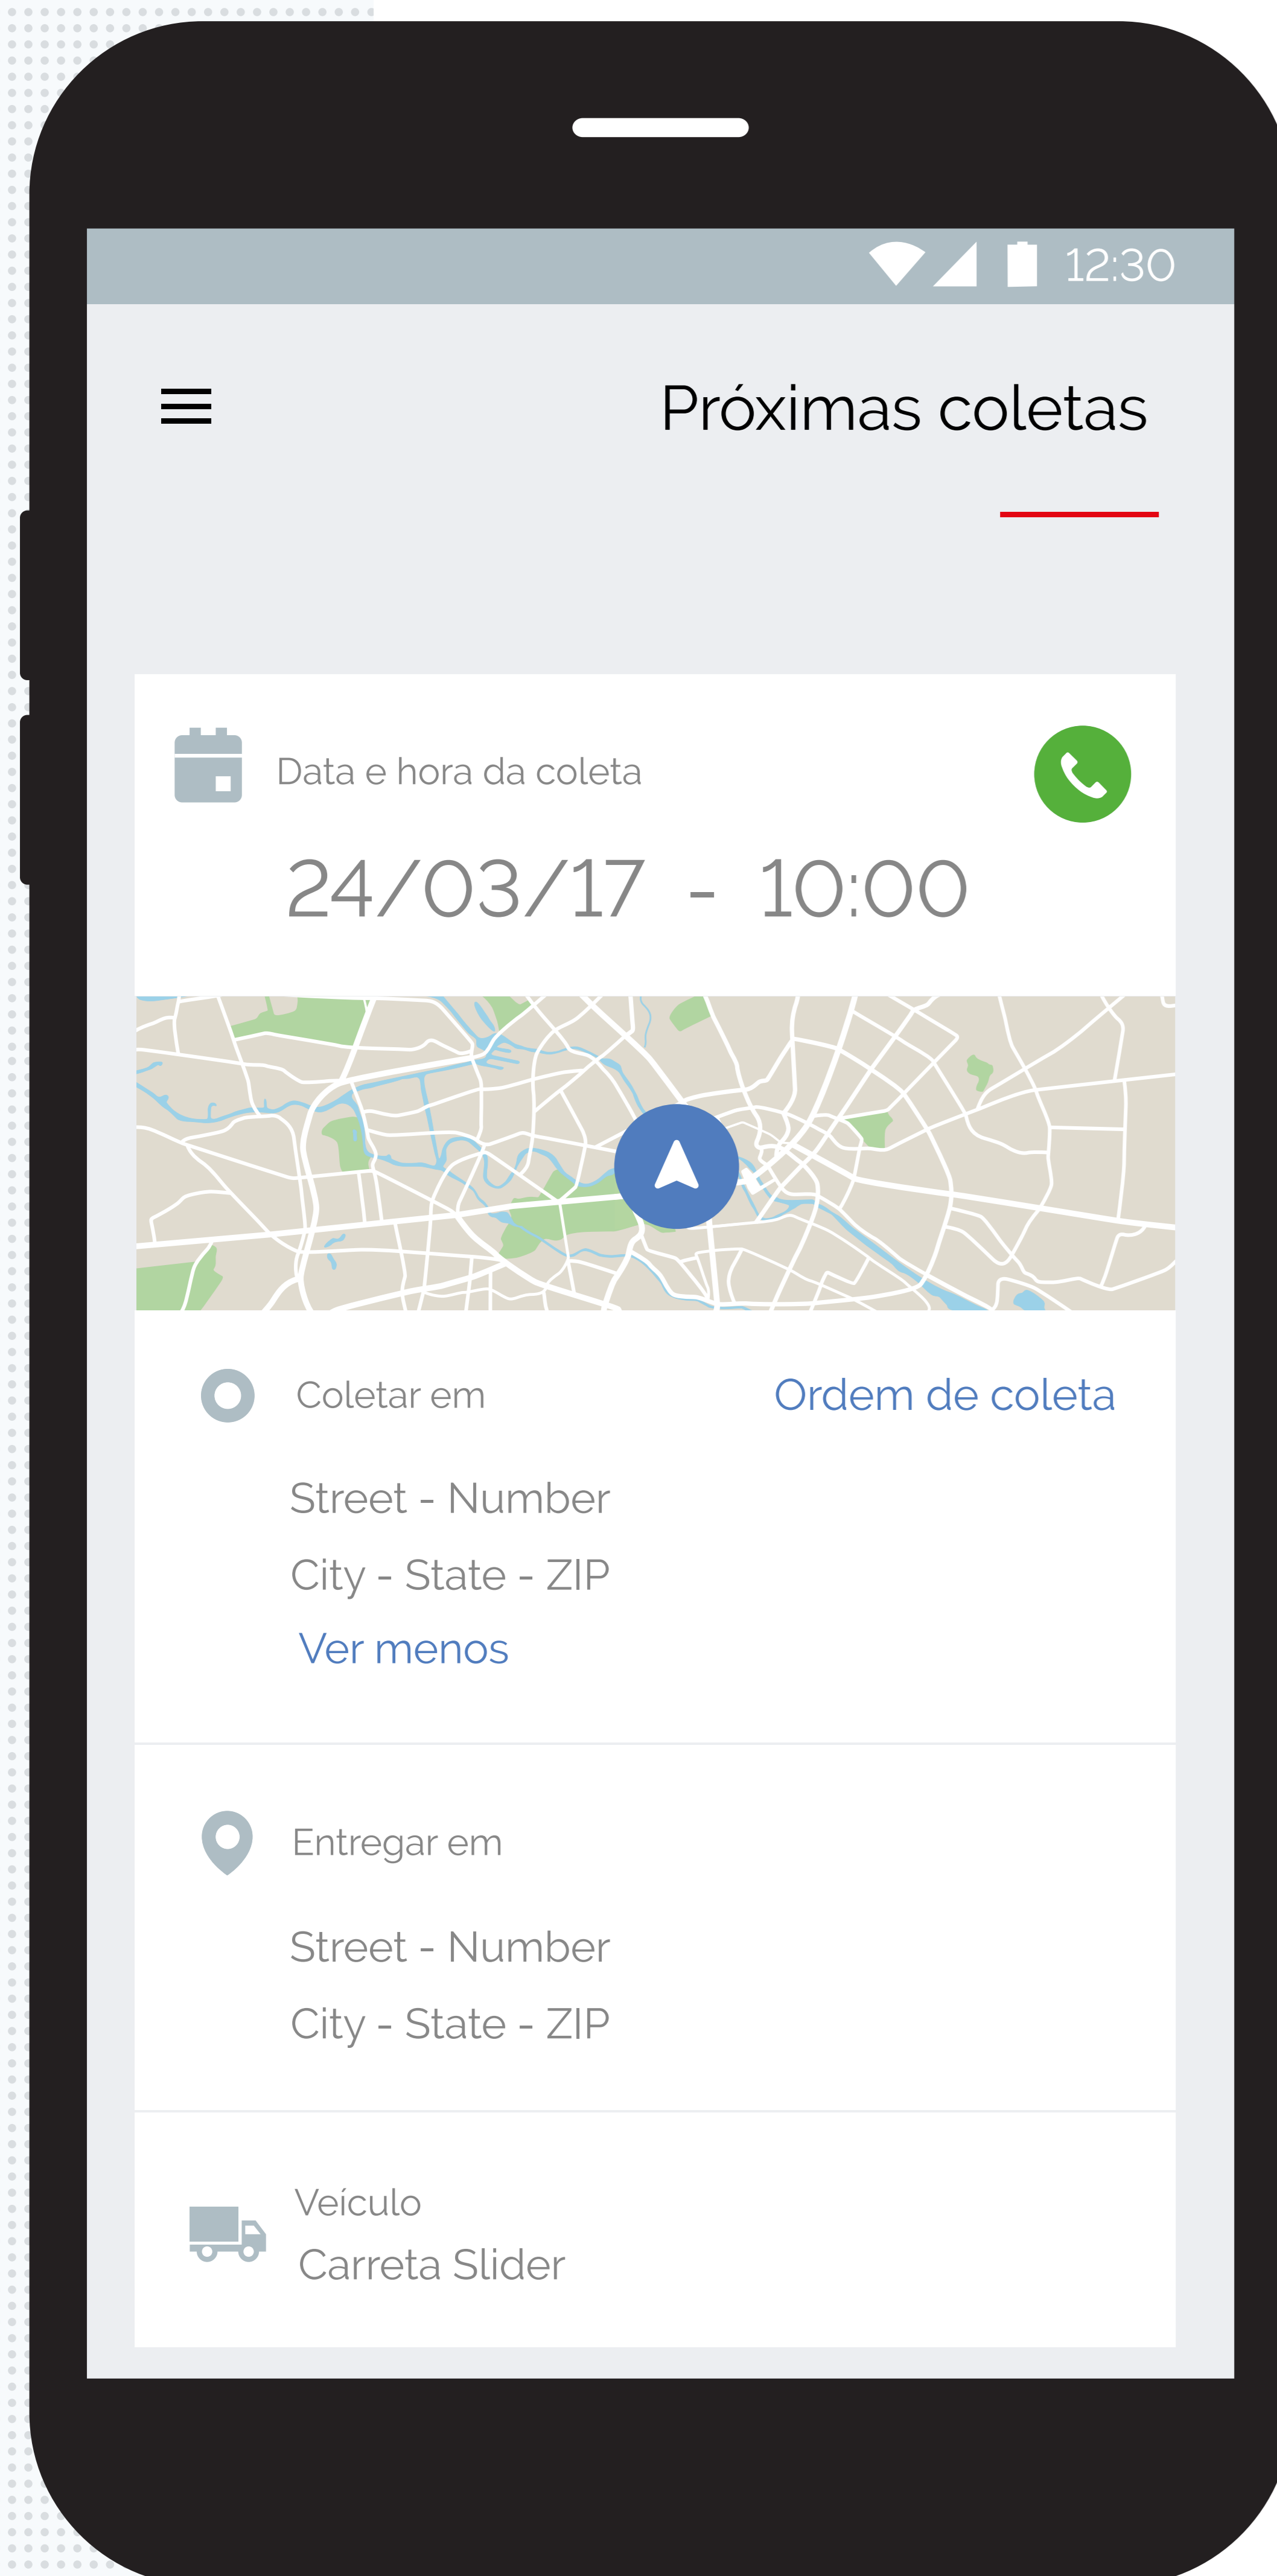 12:30
Próximas coletas
Data e hora da coleta
24/03/17 - 10:00
Coletar em
Ordem de coleta
Street - Number
City - State - ZIP
Ver menos
Entregar em
Street - Number
City - State - ZIP
Veículo
Carreta Slider